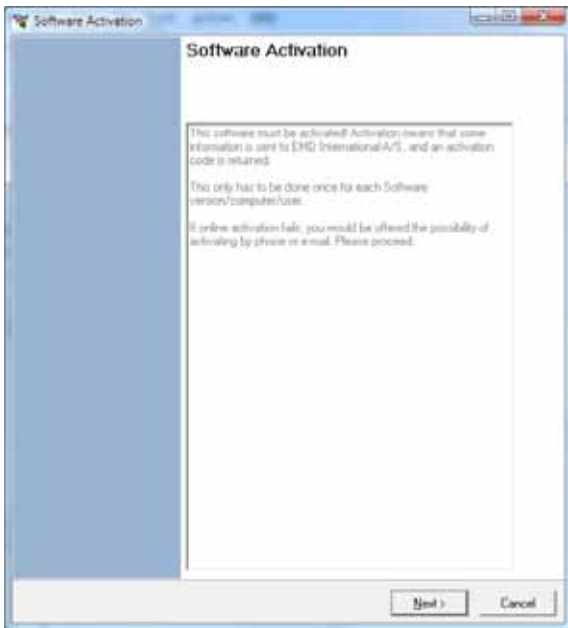 Software Activation
Software Activation
This software must be activated! Activation means that some
information is sent to EMD International A/S, and an activation
code is returned.
This only has to be done once for each Software
version/computer/user.
If online activation fails, you would be offered the possibility of
activating by phone or e-mail. Please proceed.
Next >
Cancel